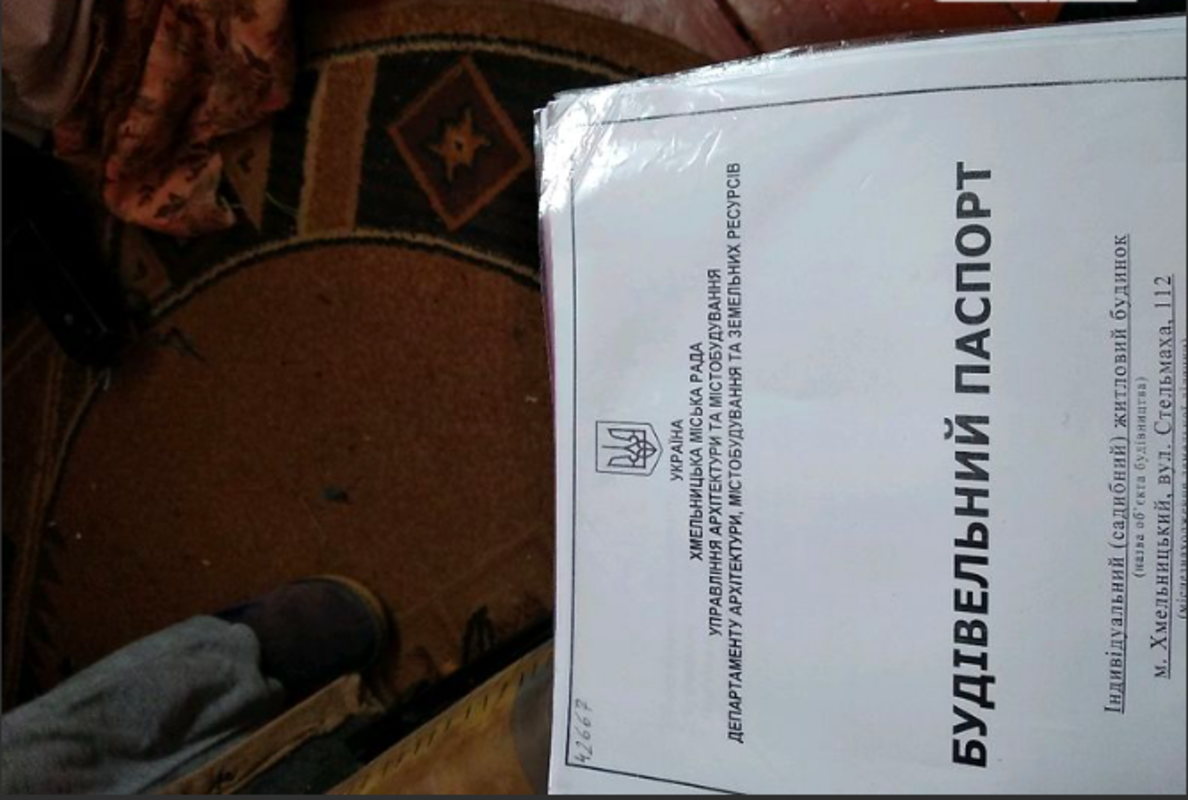 42667
УКРАЇНА
ХМЕЛЬНИЦЬКА МІСЬКА РАДА
УПРАВЛІННЯ АРХІТЕКТУРИ ТА МІСТОБУДУВАННЯ
ДЕПАРТАМЕНТУ АРХІТЕКТУРИ, МІСТОБУДУВАННЯ ТА ЗЕМЕЛЬНИХ РЕСУРСІВ
БУДІВЕЛЬНИЙ ПАСПОРТ
Індивідуальний (садибний) житловий будинок
(назва об'єкта будівництва)
м. Хмельницький, вул. Стельмаха, 112